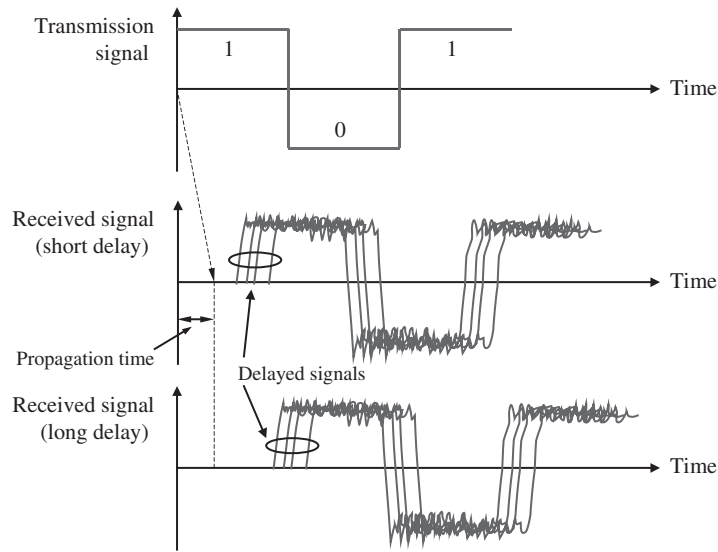 Transmission
signal
1
1
0
Time
Received signal
(short delay)
Time
Propagation time
Delayed signals
Received signal
(long delay)
Time